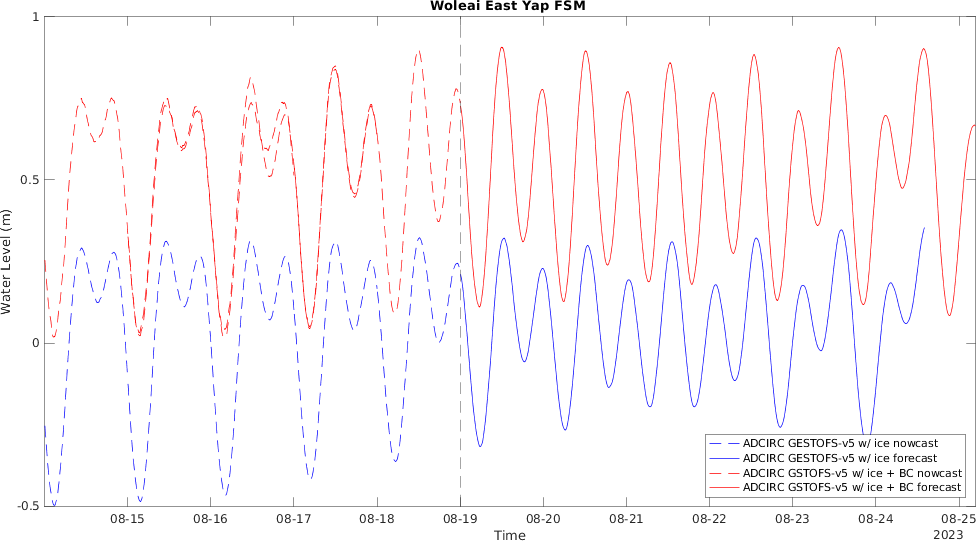 Woleai East Yap FSM
1
0.5
0
-0.5
Water Level (m)
08-15
08-16
08-17
08-18
08-19
08-20
08-21
08-22
08-23
08-24
08-25
2023
Time
ADCIRC GESTOFS-v5 w/ ice nowcast
ADCIRC GESTOFS-v5 w/ ice forecast
ADCIRC GSTOFS-v5 w/ ice + BC nowcast
ADCIRC GSTOFS-v5 w/ ice + BC forecast